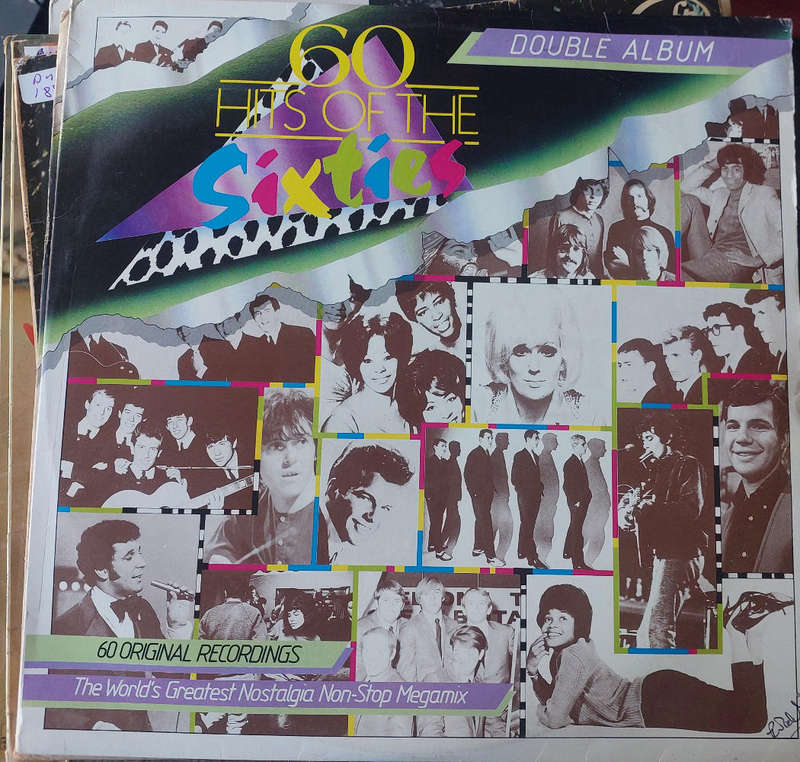 60
HITS OF THE
Sixties
DOUBLE ALBUM
60 ORIGINAL RECORDINGS
The World's Greatest Nostalgia Non-Stop Megamix